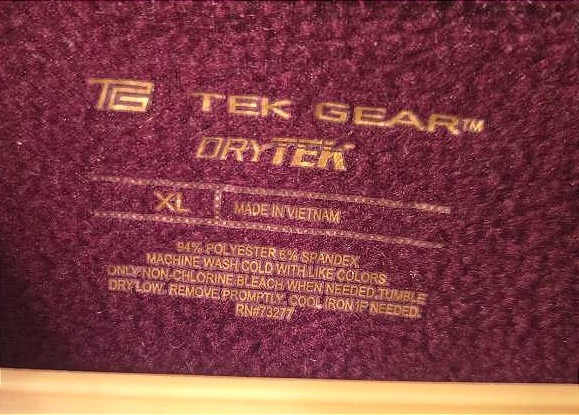 TG TEK GEAR™
DRYTEK
XL MADE IN VIETNAM
94% POLYESTER 6% SPANDEX
MACHINE WASH COLD WITH LIKE COLORS
ONLY NON-CHLORINE BLEACH WHEN NEEDED.TUMBLE
DRY LOW. REMOVE PROMPTLY. COOL IRON IF NEEDED.
RN#73277